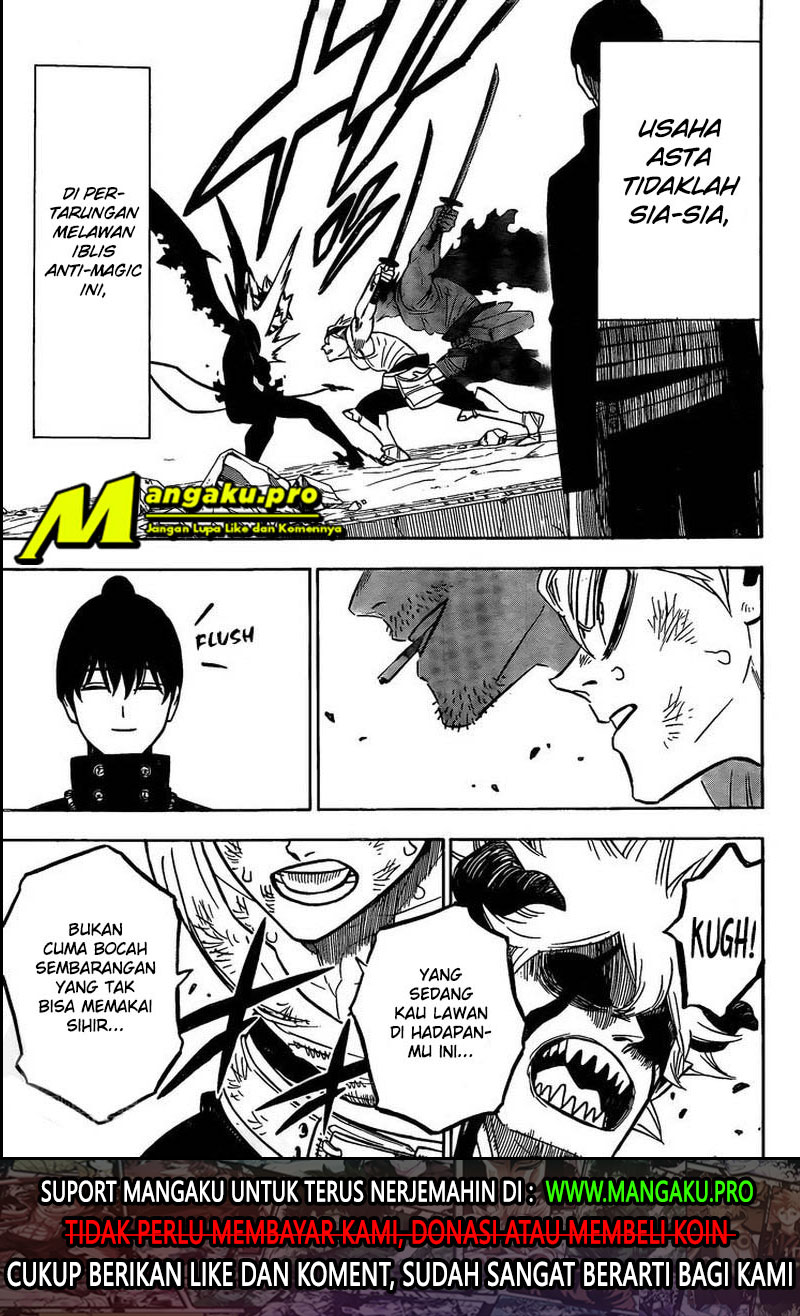 USAHA
ASTA
TIDAKLAH
SIA-SIA,
DI PER-
TARUNGAN
MELAWAN
IBLIS
ANTI-MAGIC
INI,
Mangaku.pro
Jangan Lupa Like dan Komennya
FLUSH
KUGH!
YANG
SEDANG
KAU LAWAN
DI HADAPAN-
MU INI...
BUKAN
CUMA BOCAH
SEMBARANGAN
YANG TAK
BISA MEMAKAI
SIHIR...
SUPORT MANGAKU UNTUK TERUS NERJEMAHIN DI : WWW.MANGAKU.PRO
TIDAK PERLU MEMBAYAR KAMI, DONASI ATAU MEMBELI KOIN
CUKUP BERIKAN LIKE DAN KOMENT, SUDAH SANGAT BERARTI BAGI KAMI